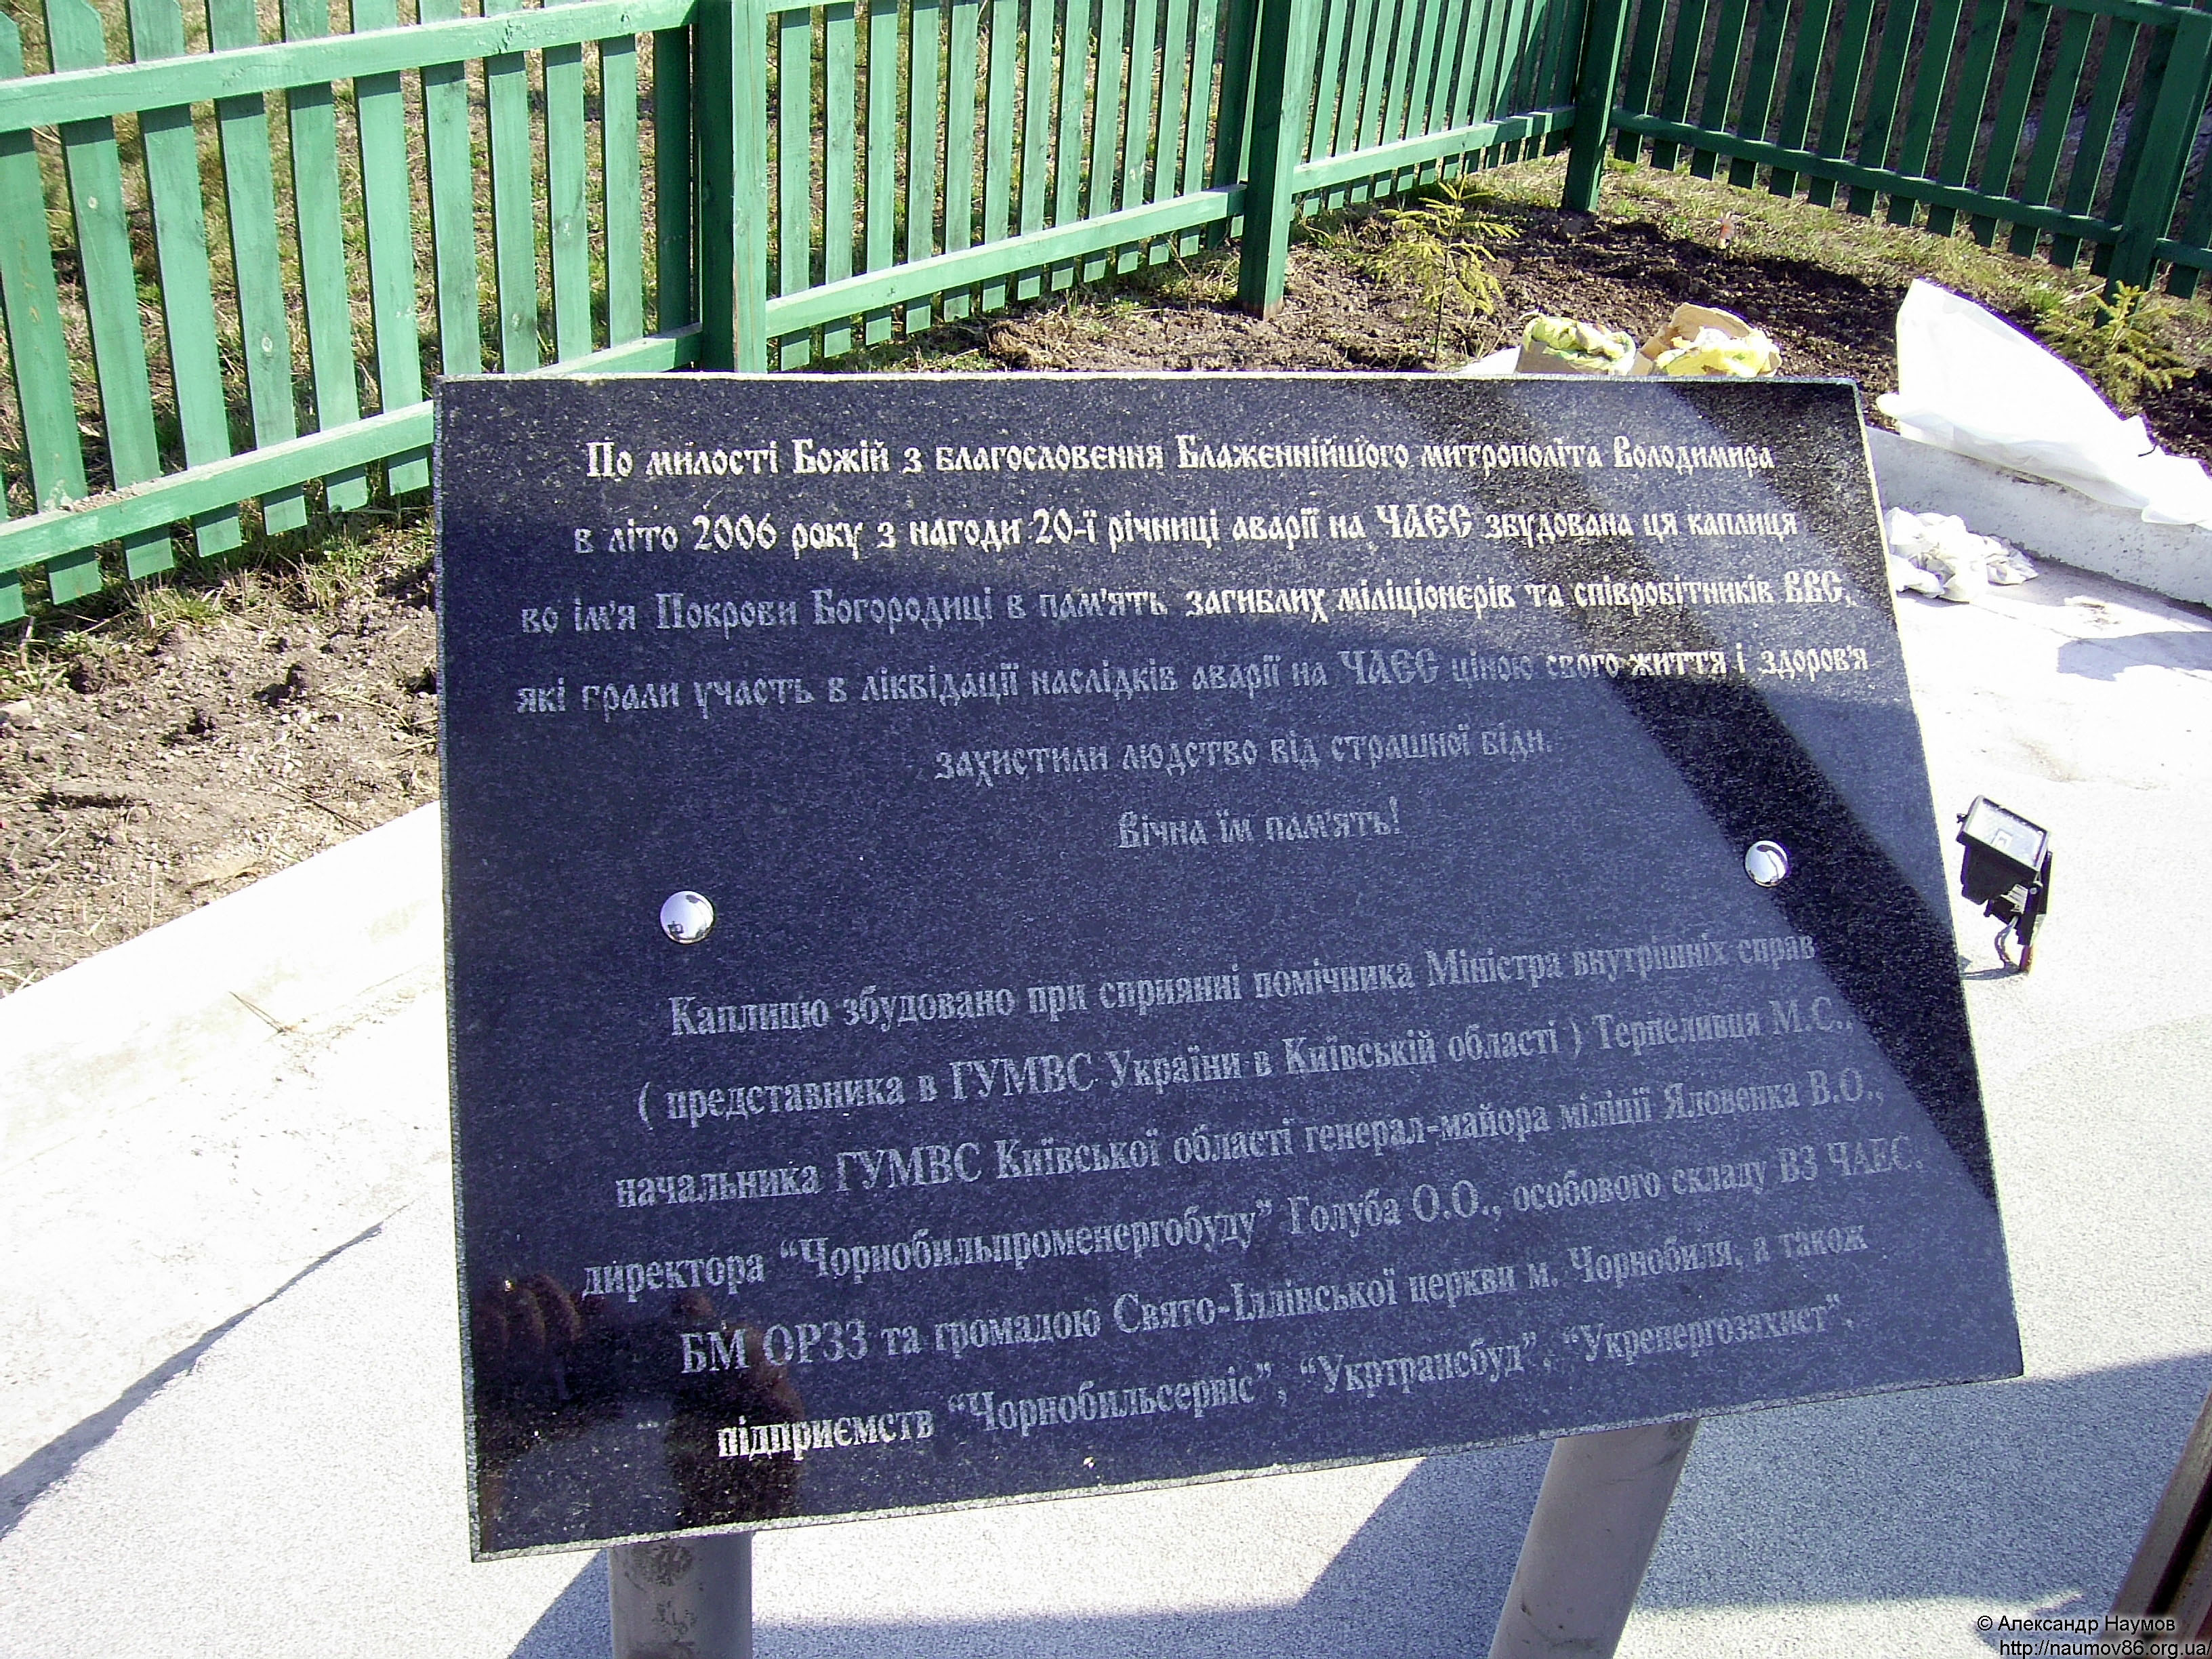 По милості Божій з благословення Блаженнійшого митрополіта Володимира
в літо 2006 року з нагоди 20-ї річниці аварії на ЧАЄС збудована ця каплиця
во ім'я Покрови Богородиці в пам'ять загиблих міліціонерів та співробітників ВВС,
які брали участь в ліквідації наслідків аварії на ЧАЄС ціною свого життя і здоров'я
захистили людство від страшної біди.
Вічна їм пам'ять!
Каплицю збудовано при сприянні помічника Міністра внутрішніх справ
( представника в ГУМВС України в Київській області ) Терпеливця М.С.,
начальника ГУМВС Київської області генерал-майора міліції Яловенка В.О.,
директора “Чорнобильпроменергобуду” Голуба О.О., особового складу ВЗ ЧАЕС.
БМ ОРЗЗ та громадою Свято-Іллінської церкви м. Чорнобиля, а також
підприємств “Чорнобильсервіс”, “Укртрансбуд”, “Укренергозахист”.
© Александр Наумов
http://naumov86.org.ua/